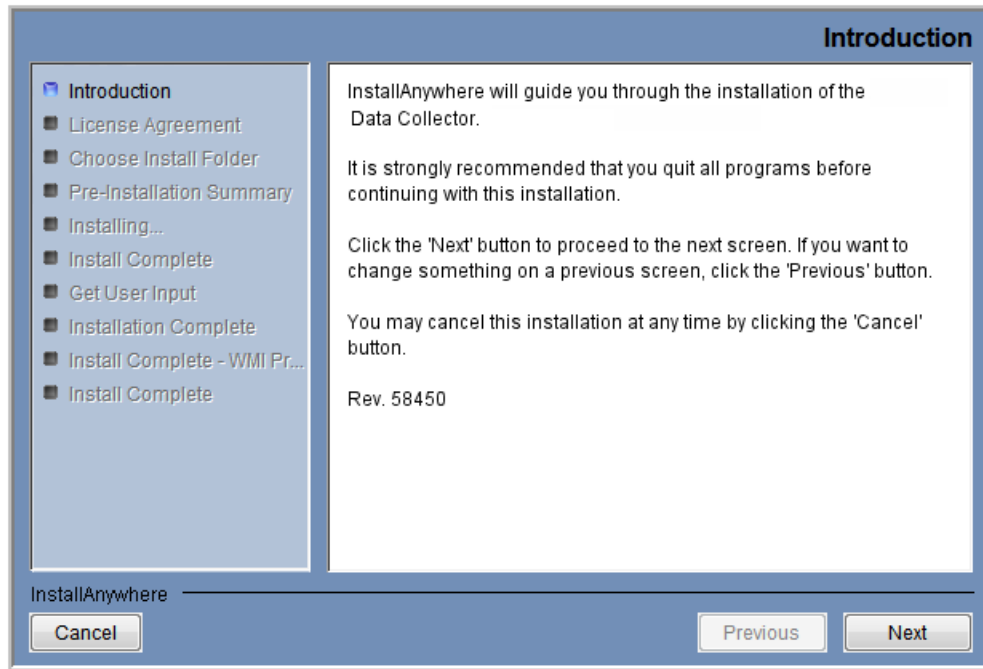 Introduction
Introduction
License Agreement
Choose Install Folder
Pre-Installation Summary
Installing...
Install Complete
Get User Input
Installation Complete
Install Complete - WMI Pr...
Install Complete
InstallAnywhere will guide you through the installation of the
Data Collector.
It is strongly recommended that you quit all programs before
continuing with this installation.
Click the 'Next' button to proceed to the next screen. If you want to
change something on a previous screen, click the 'Previous' button.
You may cancel this installation at any time by clicking the 'Cancel'
button.
Rev. 58450
InstallAnywhere
Cancel
Previous
Next